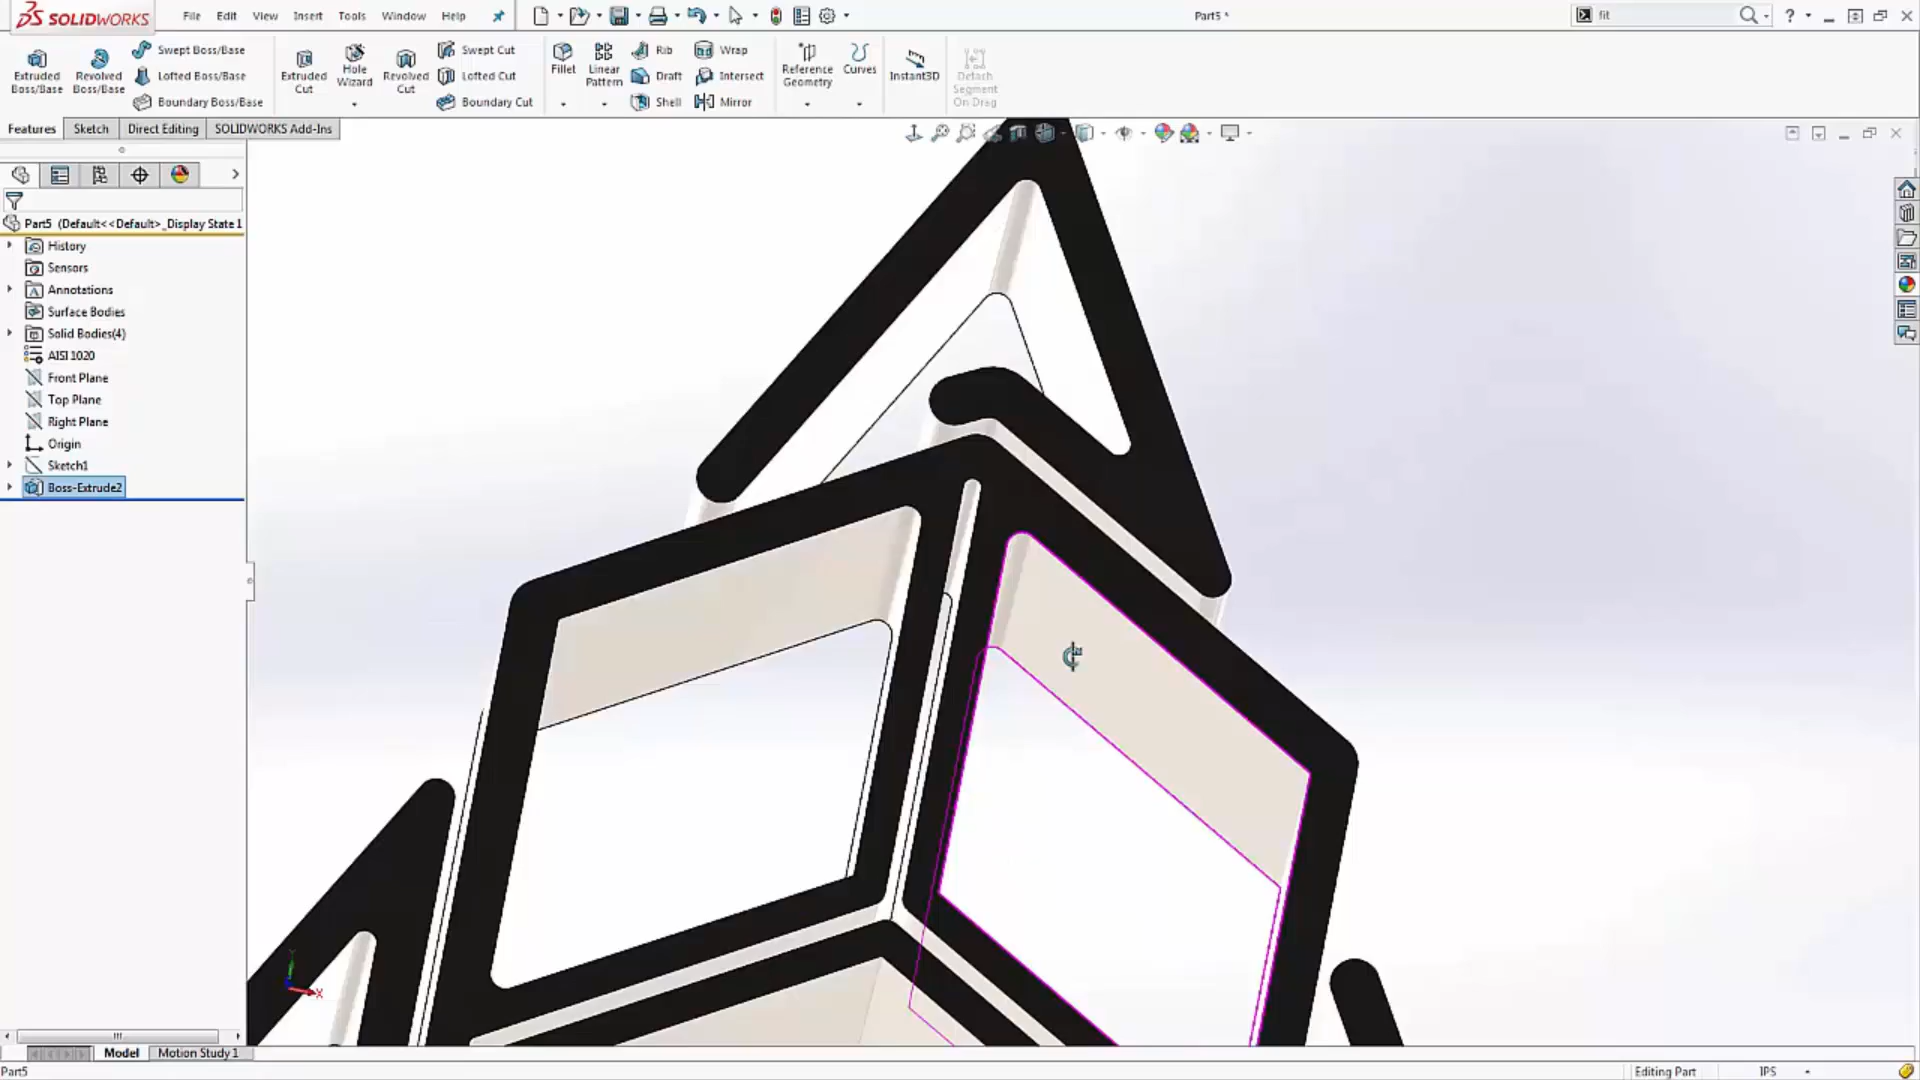 SOLIDWORKS
File Edit View Insert Tools Window Help
Part5 *
fit
Extruded Boss/Base
Revolved Boss/Base
Swept Boss/Base
Lofted Boss/Base
Boundary Boss/Base
Extruded Cut
Hole Wizard
Revolved Cut
Swept Cut
Lofted Cut
Boundary Cut
Fillet
Linear Pattern
Rib
Draft
Shell
Wrap
Intersect
Mirror
Reference Geometry
Curves
Instant3D
Detach Segment On Drag
Features Sketch Direct Editing SOLIDWORKS Add-Ins
Part5 (Default<<Default>_Display State 1
History
Sensors
Annotations
Surface Bodies
Solid Bodies(4)
AISI 1020
Front Plane
Top Plane
Right Plane
Origin
Sketch1
Boss-Extrude2
X
Model Motion Study 1
Part5
Editing Part
IPS